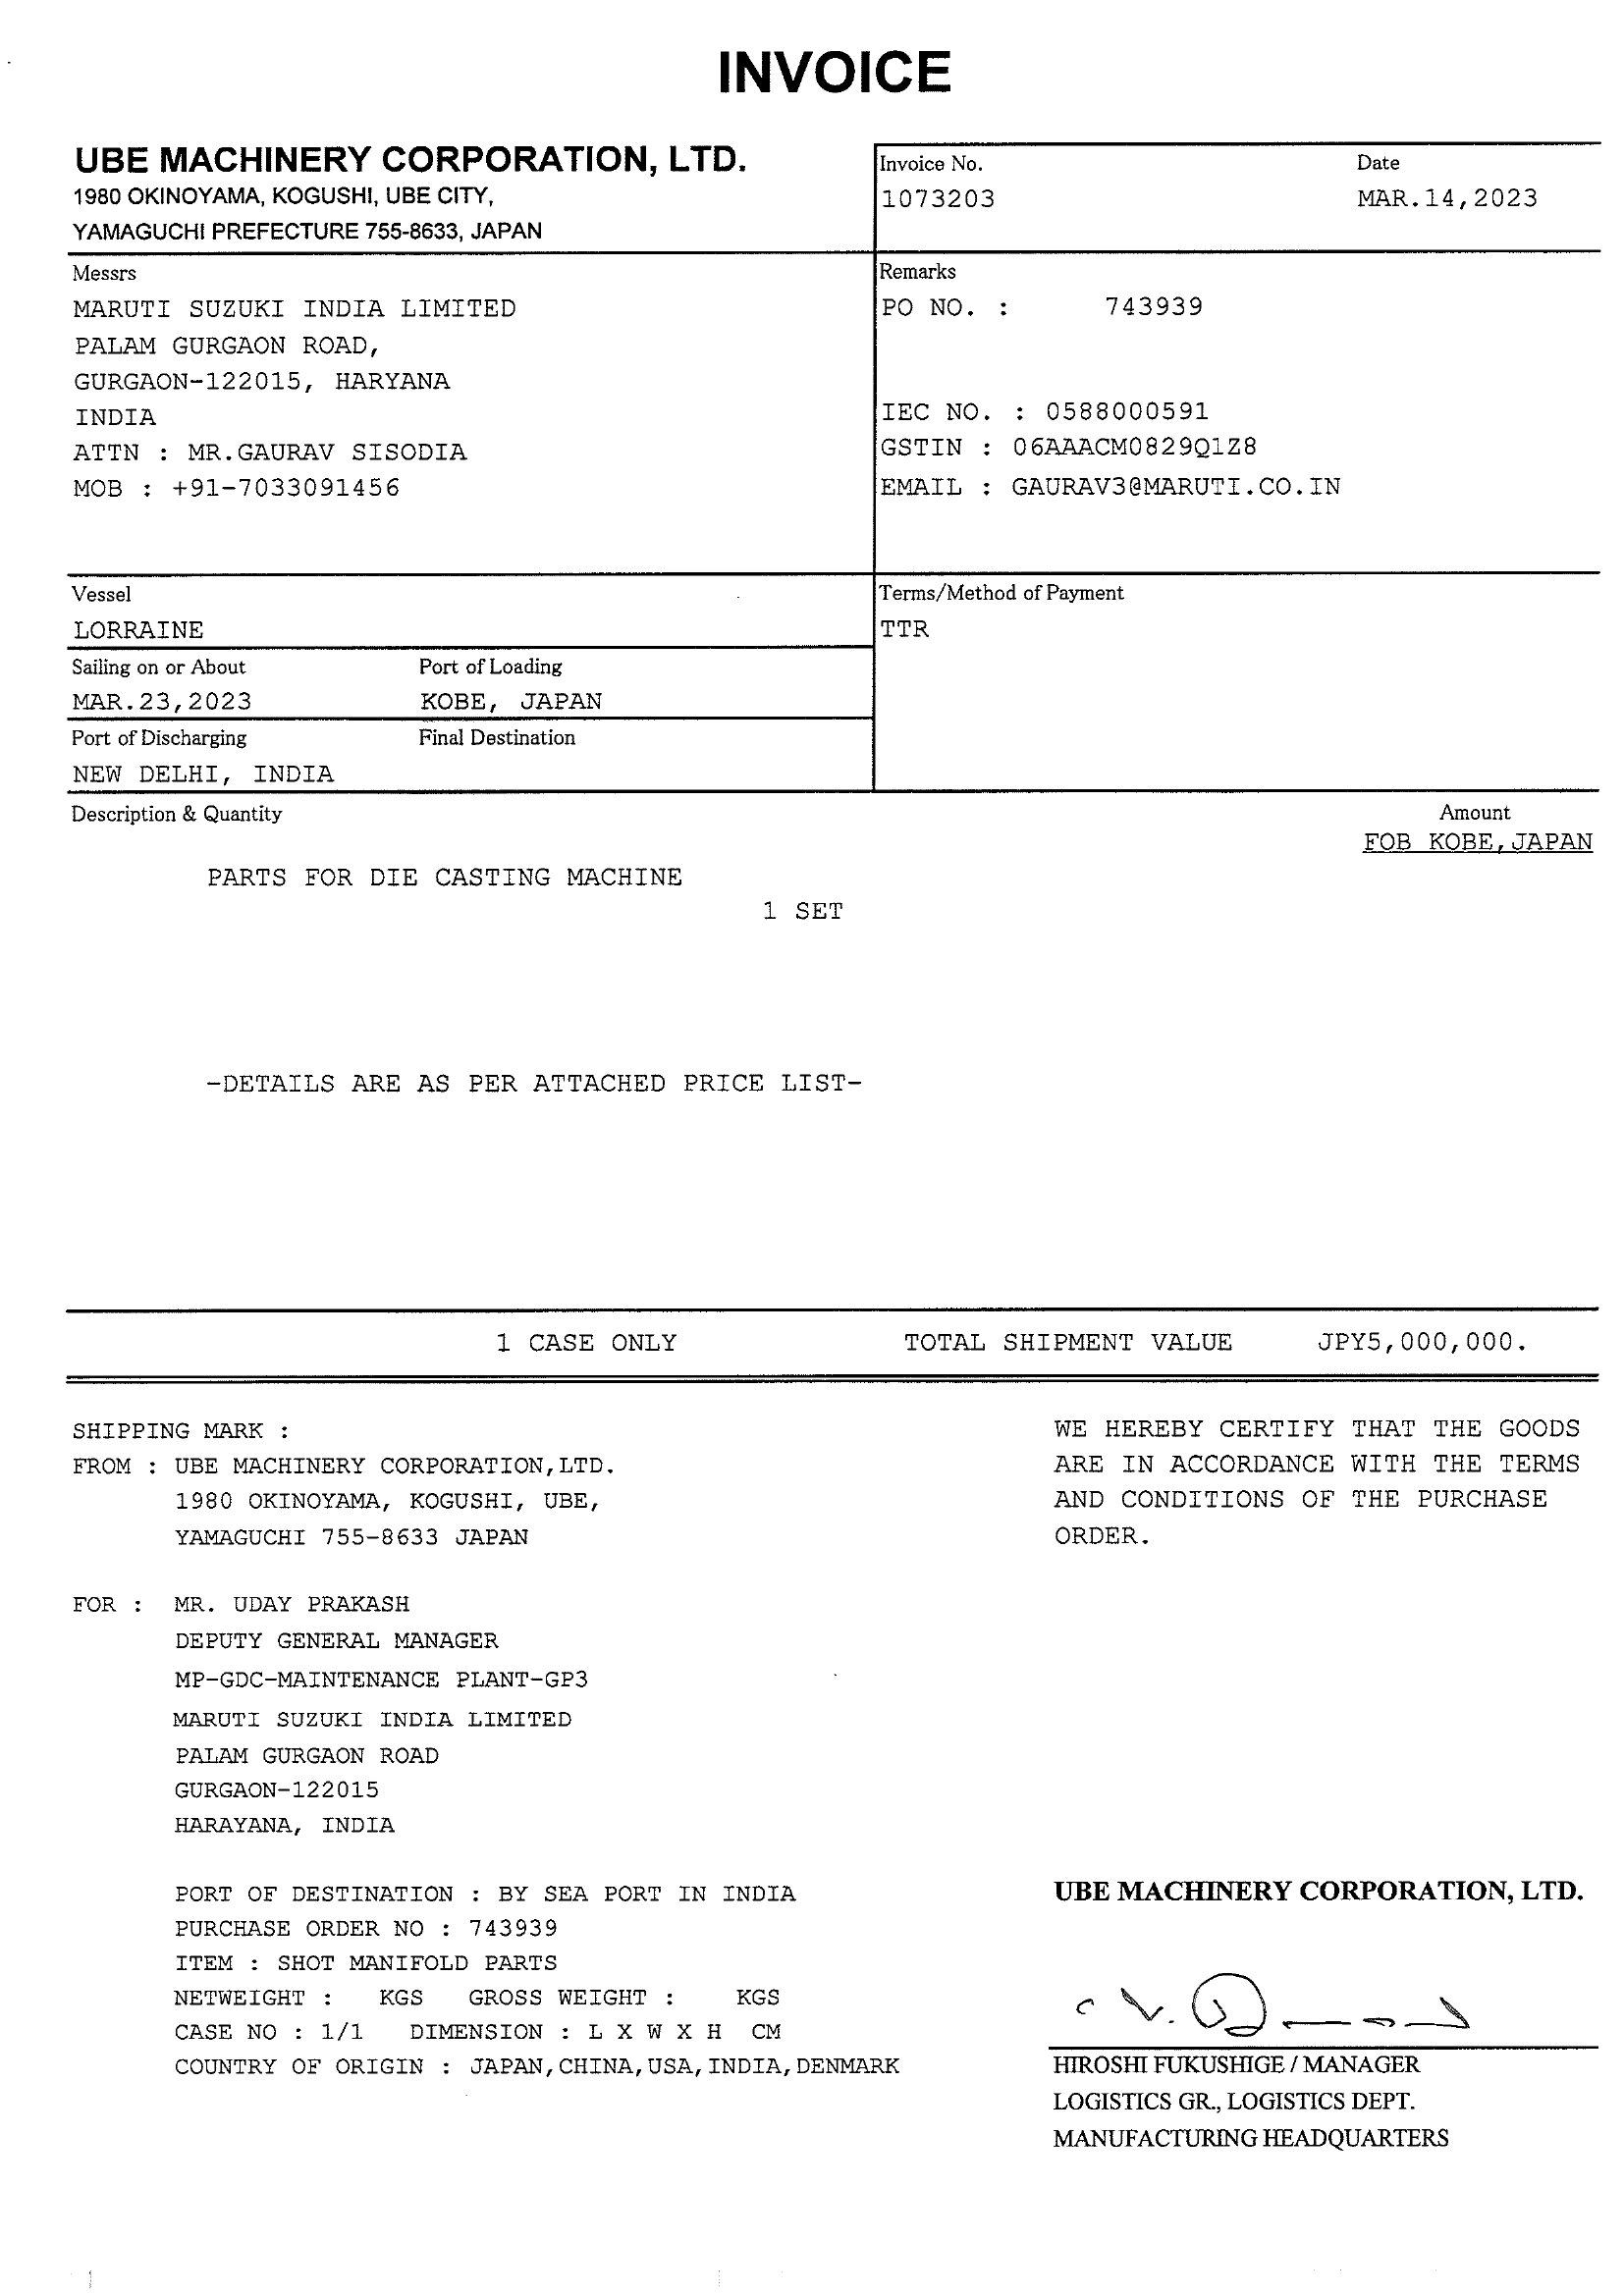 INVOICE
UBE MACHINERY CORPORATION, LTD.
1980 OKINOYAMA, KOGUSHI, UBE CITY,
YAMAGUCHI PREFECTURE 755-8633, JAPAN
Invoice No.
Date
1073203
MAR.14,2023
Messrs
MARUTI SUZUKI INDIA LIMITED
PALAM GURGAON ROAD,
GURGAON-122015, HARYANA
INDIA
ATTN : MR.GAURAV SISODIA
MOB : +91-7033091456
Remarks
PO NO. : 743939
IEC NO. : 0588000591
GSTIN : 06AAACM0829Q1Z8
EMAIL : GAURAV3@MARUTI.CO.IN
Vessel
LORRAINE
Terms/Method of Payment
TTR
Sailing on or About
Port of Loading
MAR.23,2023
KOBE, JAPAN
Port of Discharging
Final Destination
NEW DELHI, INDIA
Description & Quantity
Amount
FOB KOBE,JAPAN
PARTS FOR DIE CASTING MACHINE
1 SET
-DETAILS ARE AS PER ATTACHED PRICE LIST-
1 CASE ONLY TOTAL SHIPMENT VALUE JPY5,000,000.
SHIPPING MARK :
FROM : UBE MACHINERY CORPORATION,LTD.
1980 OKINOYAMA, KOGUSHI, UBE,
YAMAGUCHI 755-8633 JAPAN
WE HEREBY CERTIFY THAT THE GOODS
ARE IN ACCORDANCE WITH THE TERMS
AND CONDITIONS OF THE PURCHASE
ORDER.
FOR : MR. UDAY PRAKASH
DEPUTY GENERAL MANAGER
MP-GDC-MAINTENANCE PLANT-GP3
MARUTI SUZUKI INDIA LIMITED
PALAM GURGAON ROAD
GURGAON-122015
HARAYANA, INDIA
PORT OF DESTINATION : BY SEA PORT IN INDIA
PURCHASE ORDER NO : 743939
ITEM : SHOT MANIFOLD PARTS
NETWEIGHT : KGS GROSS WEIGHT : KGS
CASE NO : 1/1 DIMENSION : L X W X H CM
COUNTRY OF ORIGIN : JAPAN,CHINA,USA,INDIA,DENMARK
UBE MACHINERY CORPORATION, LTD.
HIROSHI FUKUSHIGE / MANAGER
LOGISTICS GR., LOGISTICS DEPT.
MANUFACTURING HEADQUARTERS